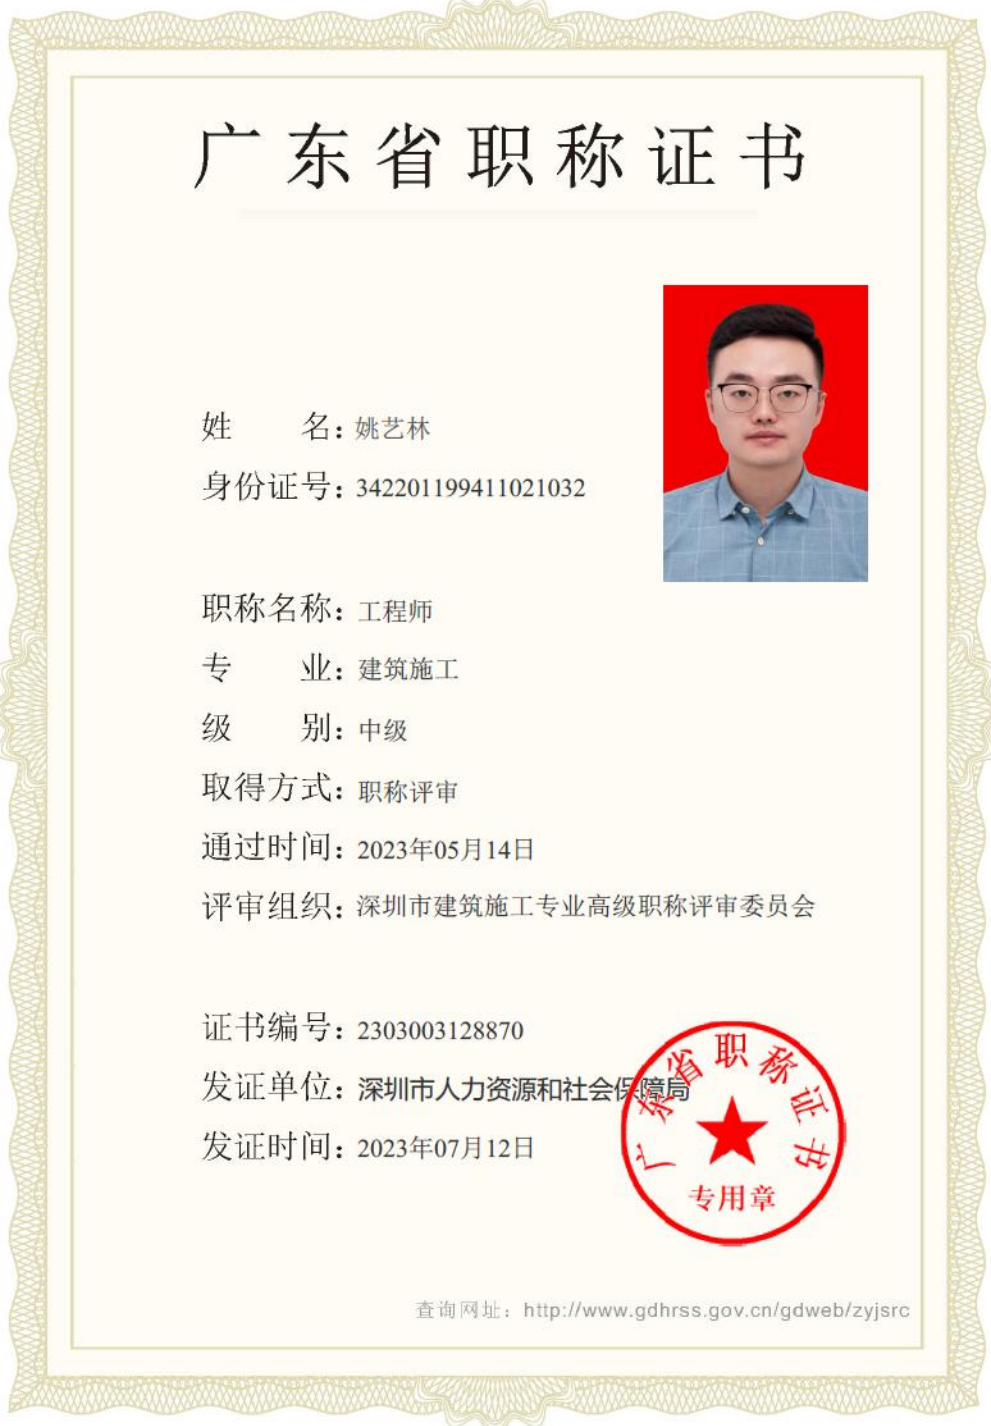 广东省职称证书
姓 名：姚艺林
身份证号：342201199411021032
职称名称：工程师
专 业：建筑施工
级 别：中级
取得方式：职称评审
通过时间：2023年05月14日
评审组织：深圳市建筑施工专业高级职称评审委员会
证书编号：2303003128870
发证单位：深圳市人力资源和社会保障局
发证时间：2023年07月12日
广东省职称证书
专用章
查询网址：http://www.gdhrss.gov.cn/gdweb/zyjsrc